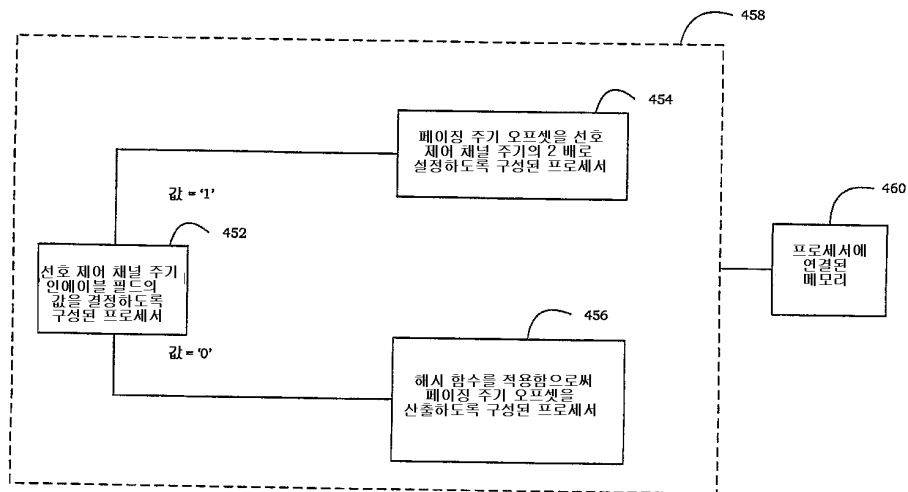 458
454
페이징 주기 오프셋을 선호
제어 채널 주기의 2 배로
설정하도록 구성된 프로세서
값 = '1'
452
선호 제어 채널 주기
인에이블 필드의
값을 결정하도록
구성된 프로세서
값 = '0'
456
해시 함수를 적용함으로써
페이징 주기 오프셋을
산출하도록 구성된 프로세서
460
프로세서에
연결된
메모리